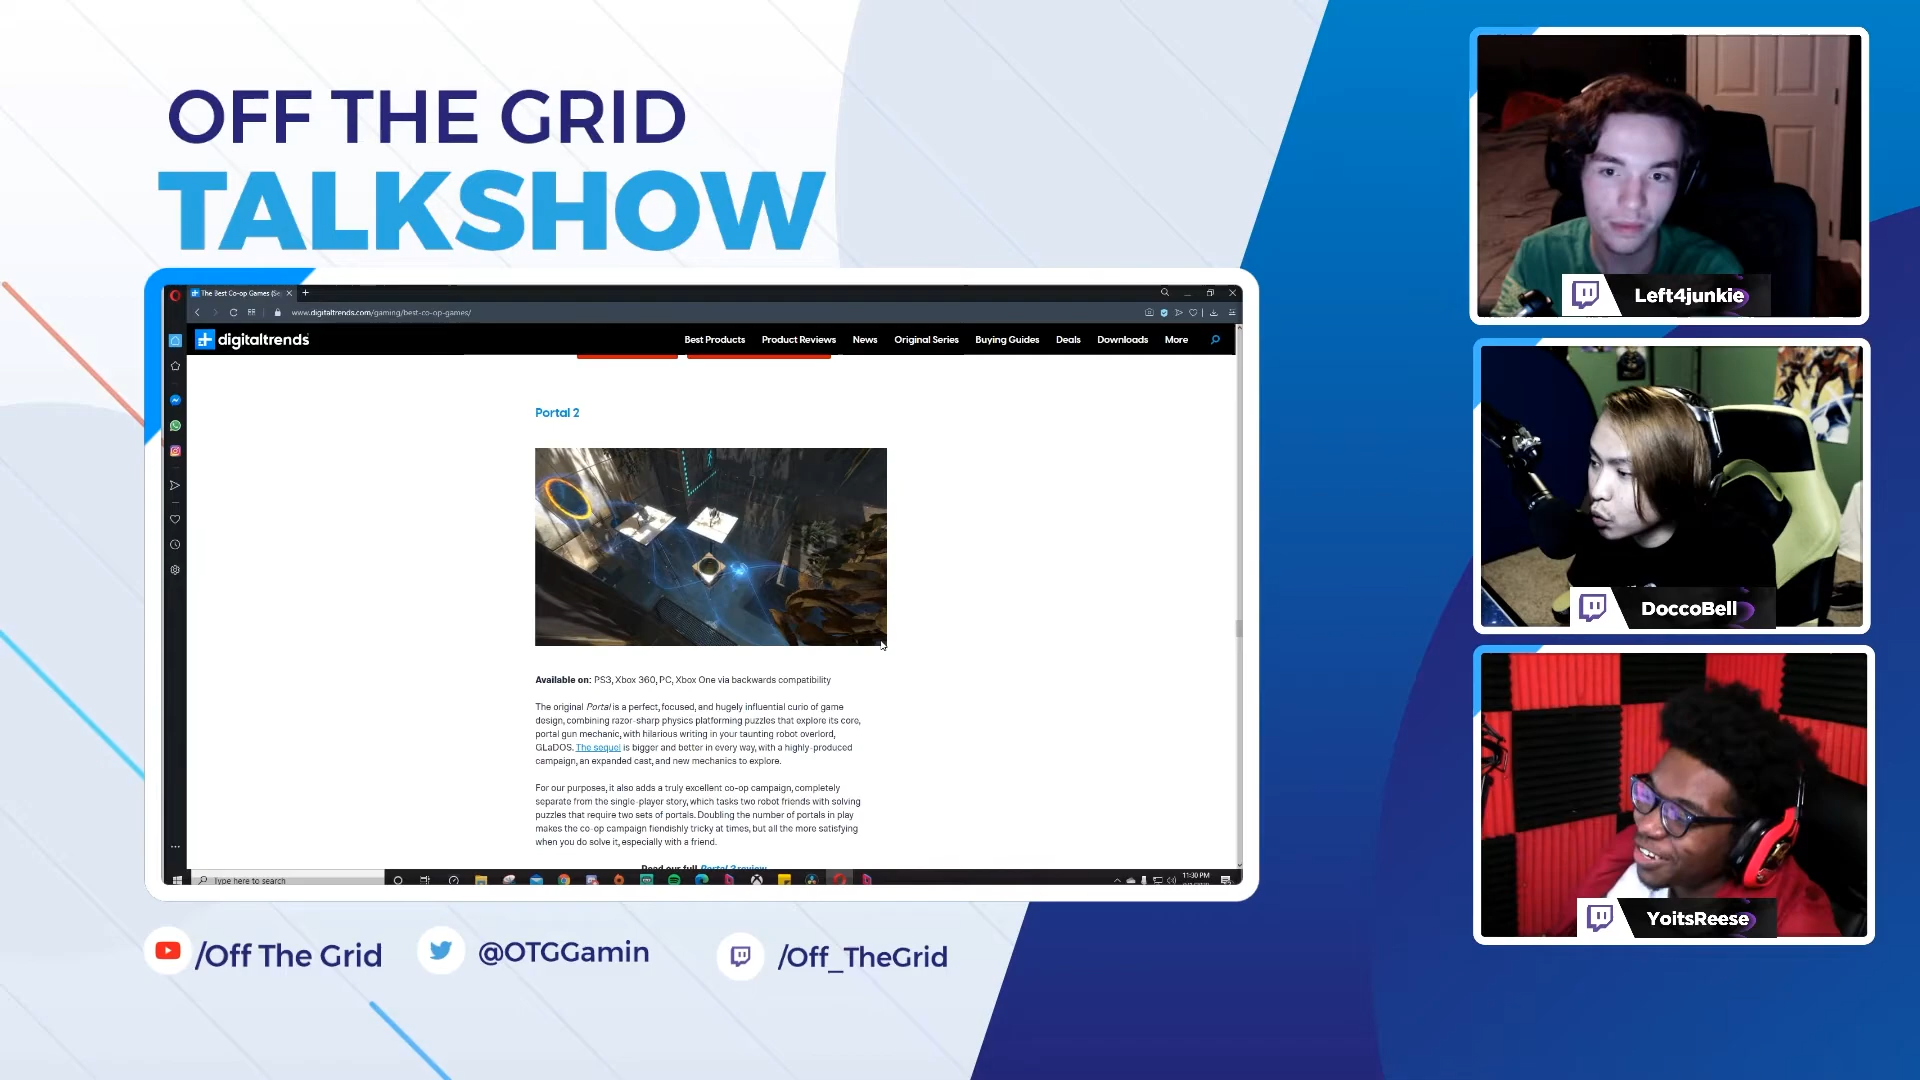 OFF THE GRID
TALKSHOW
The Best Co-op Games (Se
www.digitaltrends.com/gaming/best-co-op-games/
digitaltrends
Best Products
Product Reviews
News
Original Series
Buying Guides
Deals
Downloads
More
Portal 2
Available on: PS3, Xbox 360, PC, Xbox One via backwards compatibility
The original Portal is a perfect, focused, and hugely influential curio of game
design, combining razor-sharp physics platforming puzzles that explore its core,
portal gun mechanic, with hilarious writing in your taunting robot overlord,
GLaDOS. The sequel is bigger and better in every way, with a highly-produced
campaign, an expanded cast, and new mechanics to explore.
For our purposes, it also adds a truly excellent co-op campaign, completely
separate from the single-player story, which tasks two robot friends with solving
puzzles that require two sets of portals. Doubling the number of portals in play
makes the co-op campaign fiendishly tricky at times, but all the more satisfying
when you do solve it, especially with a friend.
Read our full Portal 2 review
Type here to search
11:30 PM
/Off The Grid
@OTGGamin
/Off_TheGrid
Left4junkie
DoccoBell
YoitsReese